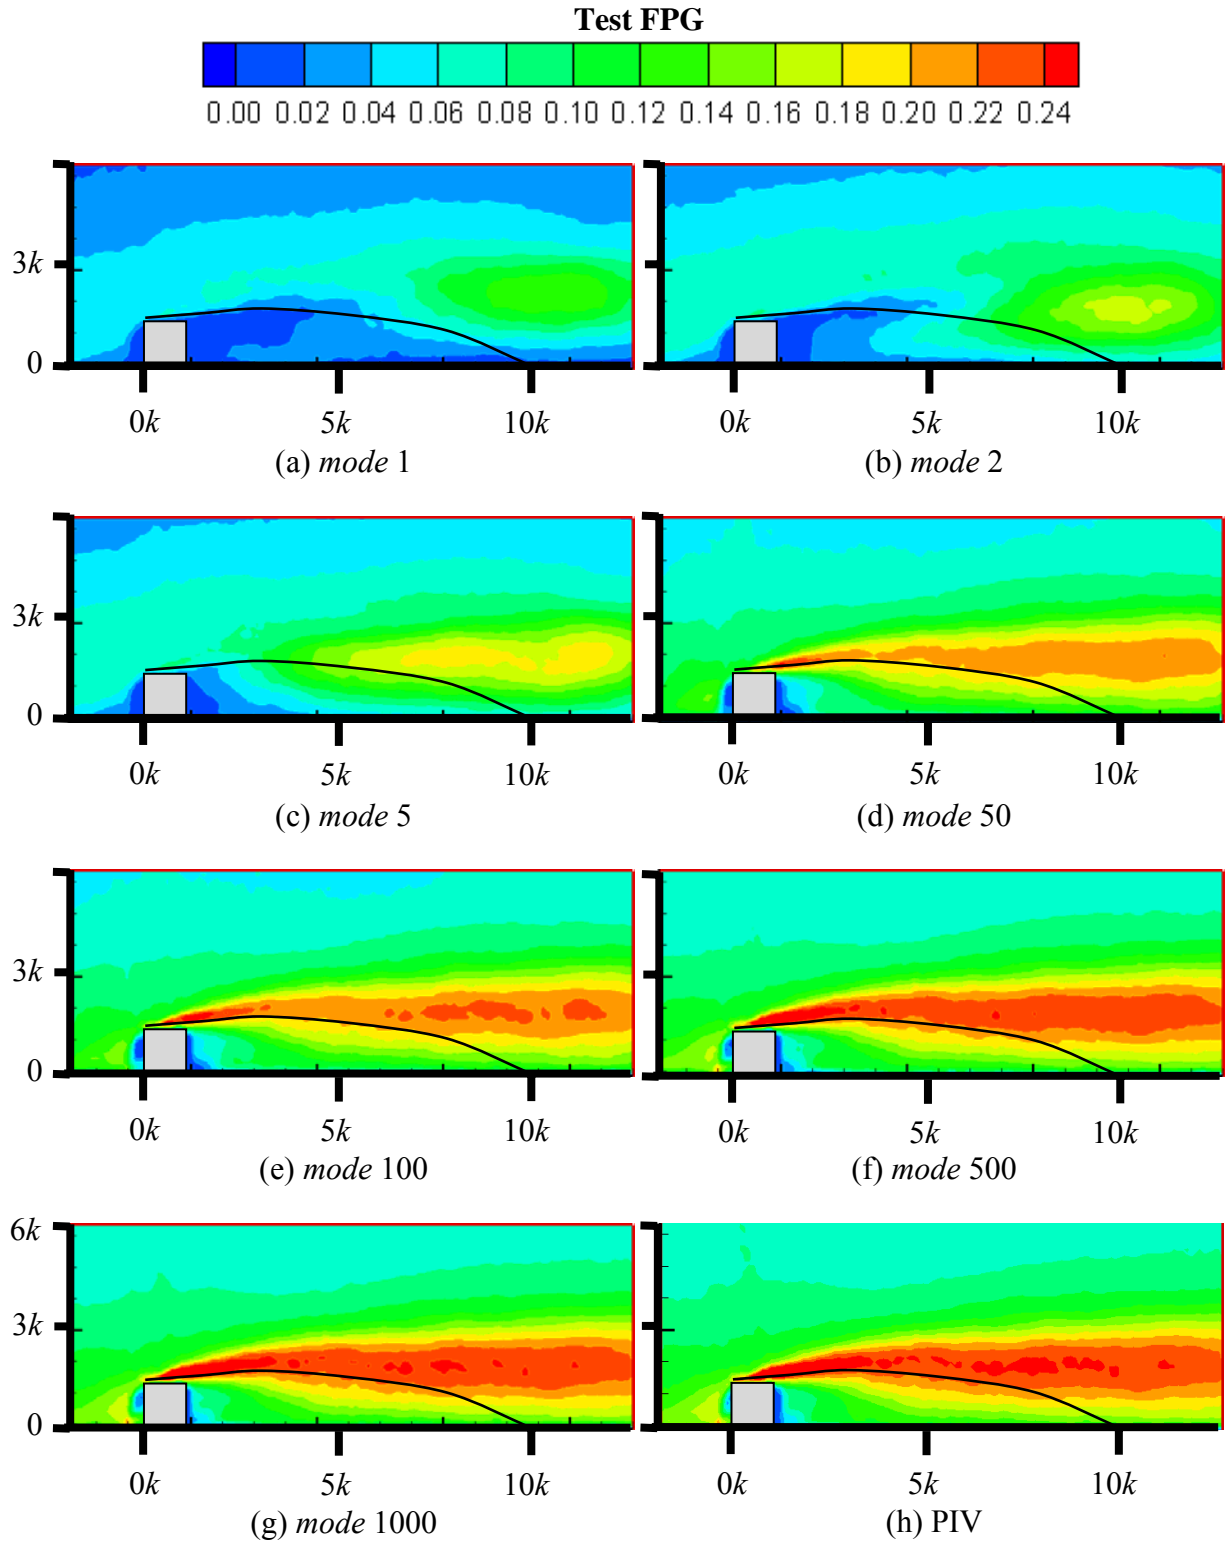 Test FPG
0.00 0.02 0.04 0.06 0.08 0.10 0.12 0.14 0.16 0.18 0.20 0.22 0.24
3k
0
0k 5k 10k 0k 5k 10k
(a) mode 1 (b) mode 2
3k
0
0k 5k 10k 0k 5k 10k
(c) mode 5 (d) mode 50
3k
0
0k 5k 10k 0k 5k 10k
(e) mode 100 (f) mode 500
6k
3k
0
0k 5k 10k 0k 5k 10k
(g) mode 1000 (h) PIV